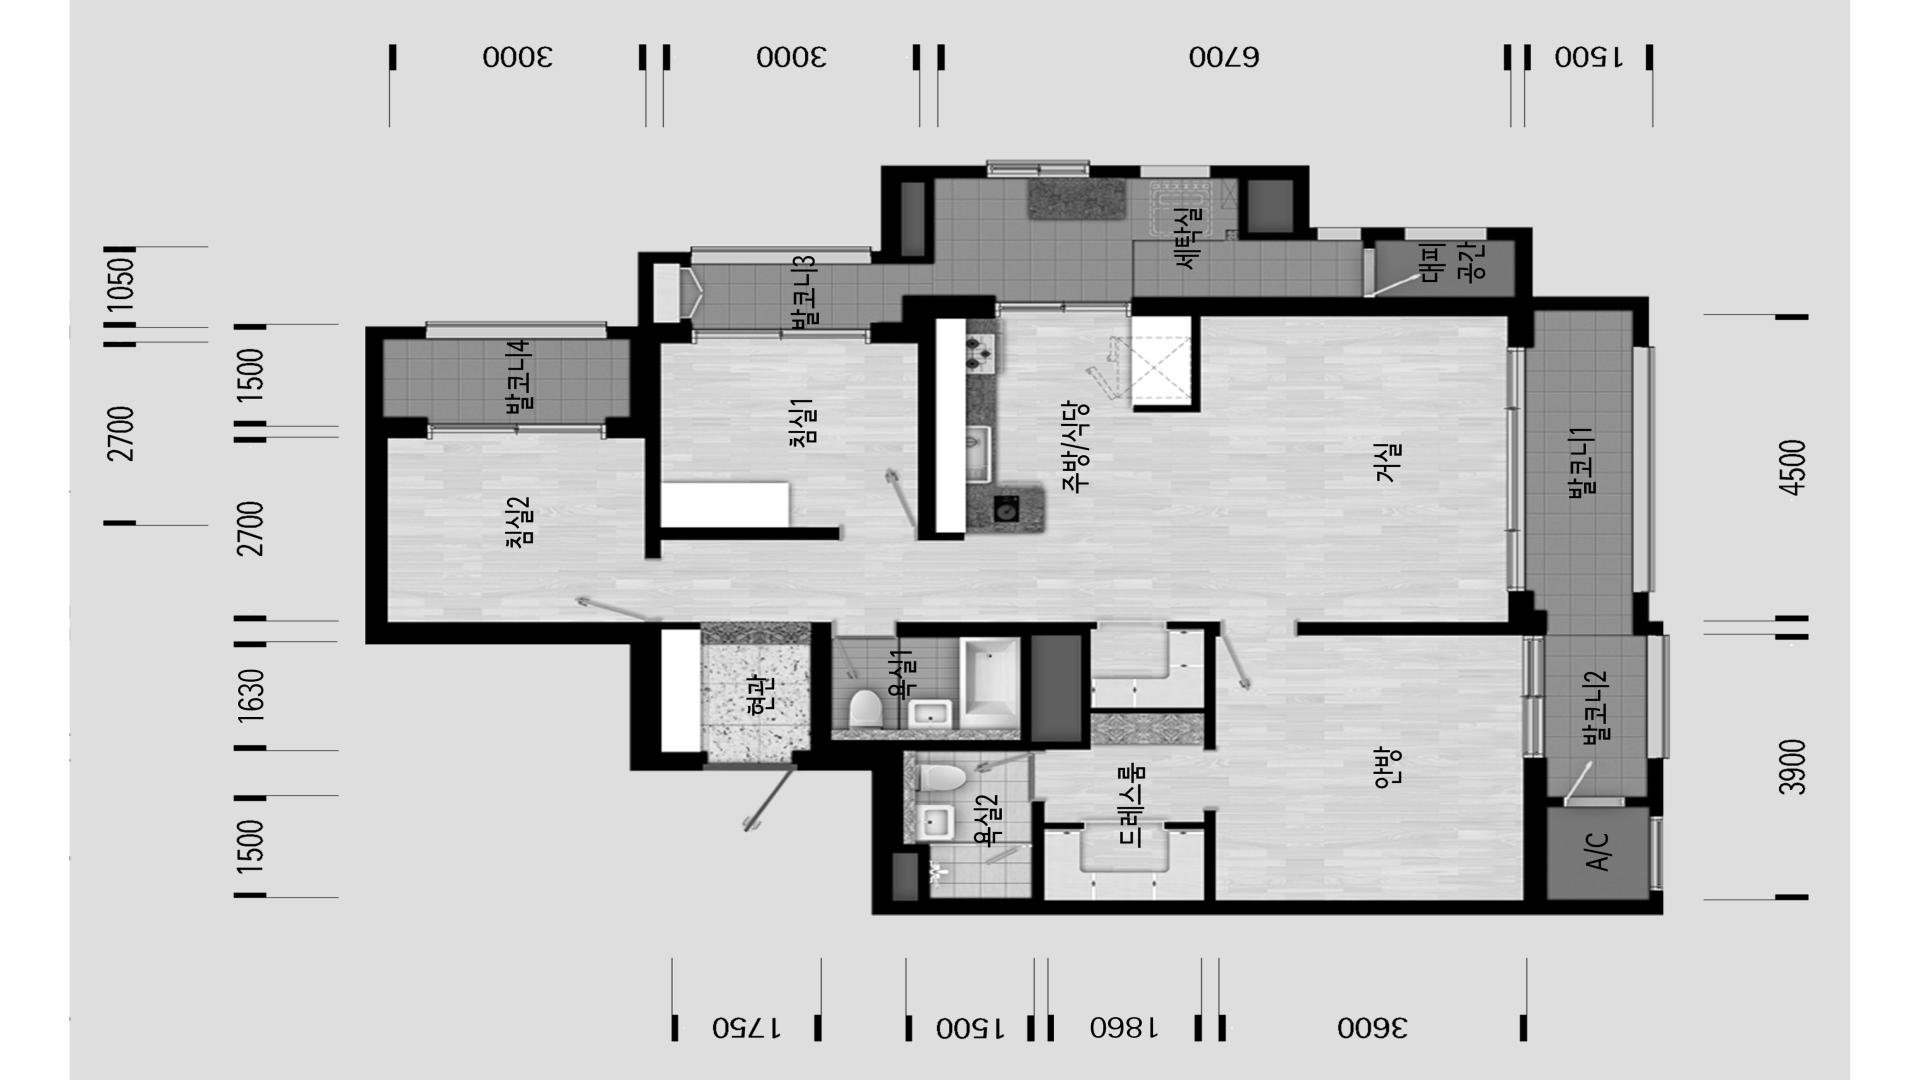 3000
3000
6700
1500
1050
2700
1500
2700
1630
1500
세탁실
대피
공간
발코니3
발코니4
침실1
침실2
주방/식당
거실
발코니1
4500
현관
욕실1
욕실2
드레스룸
안방
발코니2
A/C
3900
1750
1500
1860
3600